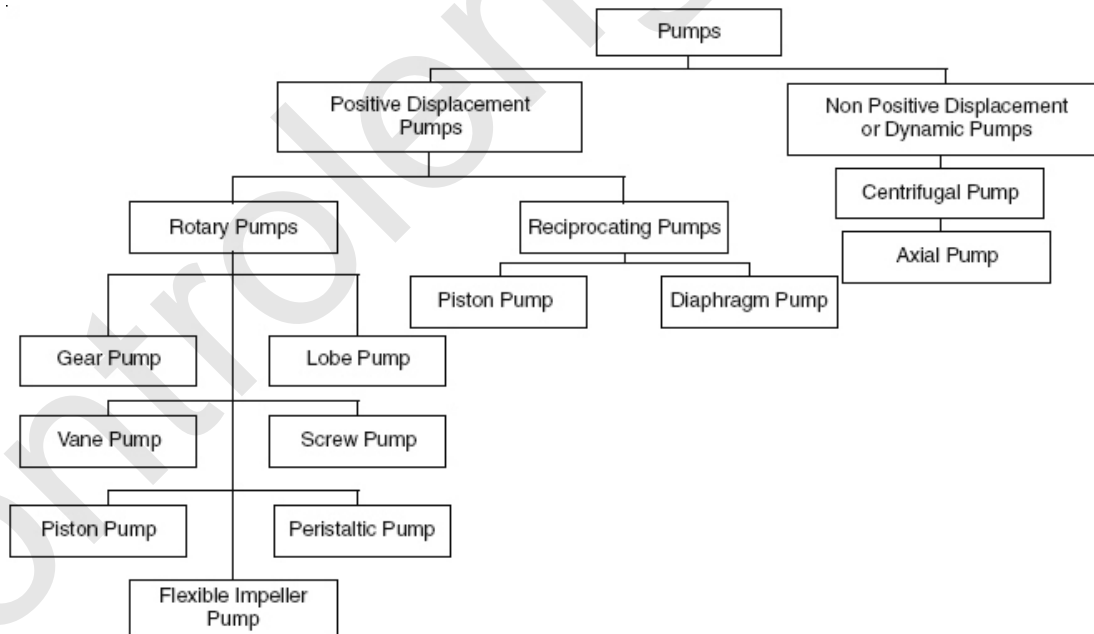 Pumps
Positive Displacement
Pumps
Non Positive Displacement
or Dynamic Pumps
Centrifugal Pump
Rotary Pumps
Reciprocating Pumps
Axial Pump
Piston Pump
Diaphragm Pump
Gear Pump
Lobe Pump
Vane Pump
Screw Pump
Piston Pump
Peristaltic Pump
Flexible Impeller
Pump